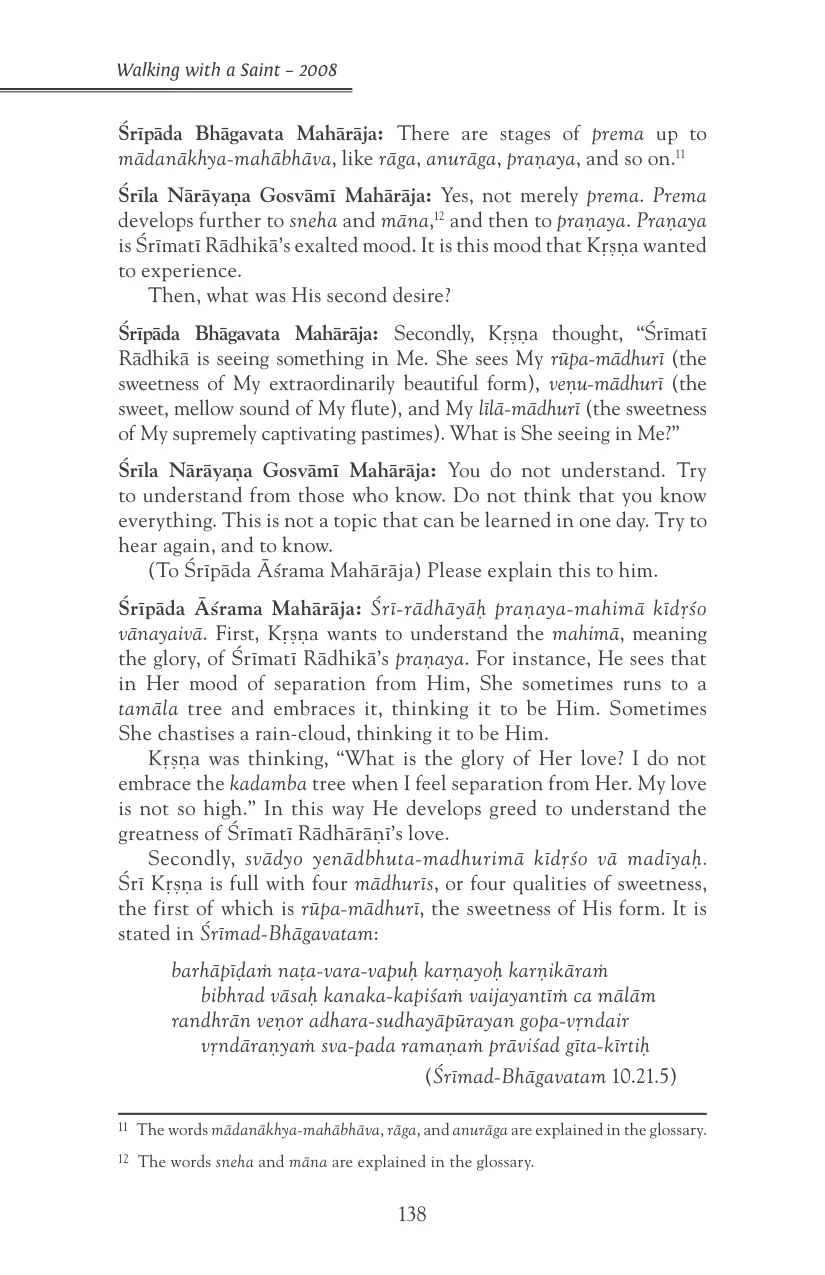 Walking with a Saint – 2008
Śrīpāda Bhāgavata Mahārāja: There are stages of prema up to
mādanākhya-mahābhāva, like rāga, anurāga, praṇaya, and so on.11
Śrīla Nārāyaṇa Gosvāmī Mahārāja: Yes, not merely prema. Prema
develops further to sneha and māna,12 and then to praṇaya. Praṇaya
is Śrīmatī Rādhikā’s exalted mood. It is this mood that Kṛṣṇa wanted
to experience.
Then, what was His second desire?
Śrīpāda Bhāgavata Mahārāja: Secondly, Kṛṣṇa thought, “Śrīmatī
Rādhikā is seeing something in Me. She sees My rūpa-mādhurī (the
sweetness of My extraordinarily beautiful form), veṇu-mādhurī (the
sweet, mellow sound of My flute), and My līlā-mādhurī (the sweetness
of My supremely captivating pastimes). What is She seeing in Me?”
Śrīla Nārāyaṇa Gosvāmī Mahārāja: You do not understand. Try
to understand from those who know. Do not think that you know
everything. This is not a topic that can be learned in one day. Try to
hear again, and to know.
(To Śrīpāda Āśrama Mahārāja) Please explain this to him.
Śrīpāda Āśrama Mahārāja: Śrī-rādhāyāḥ praṇaya-mahimā kīdṛśo
vānayaivā. First, Kṛṣṇa wants to understand the mahimā, meaning
the glory, of Śrīmatī Rādhikā’s praṇaya. For instance, He sees that
in Her mood of separation from Him, She sometimes runs to a
tamāla tree and embraces it, thinking it to be Him. Sometimes
She chastises a rain-cloud, thinking it to be Him.
Kṛṣṇa was thinking, “What is the glory of Her love? I do not
embrace the kadamba tree when I feel separation from Her. My love
is not so high.” In this way He develops greed to understand the
greatness of Śrīmatī Rādhārāṇī’s love.
Secondly, svādyo yenādbhuta-madhurimā kīdṛśo vā madīyaḥ.
Śrī Kṛṣṇa is full with four mādhurīs, or four qualities of sweetness,
the first of which is rūpa-mādhurī, the sweetness of His form. It is
stated in Śrīmad-Bhāgavatam:
barhāpīḍaṁ naṭa-vara-vapuḥ karṇayoḥ karṇikāraṁ
bibhrad vāsaḥ kanaka-kapiśaṁ vaijayantīṁ ca mālām
randhrān veṇor adhara-sudhayāpūrayan gopa-vṛndair
vṛndāraṇyaṁ sva-pada ramaṇaṁ prāviśad gīta-kīrtiḥ
(Śrīmad-Bhāgavatam 10.21.5)
11 The words mādanākhya-mahābhāva, rāga, and anurāga are explained in the glossary.
12 The words sneha and māna are explained in the glossary.
138